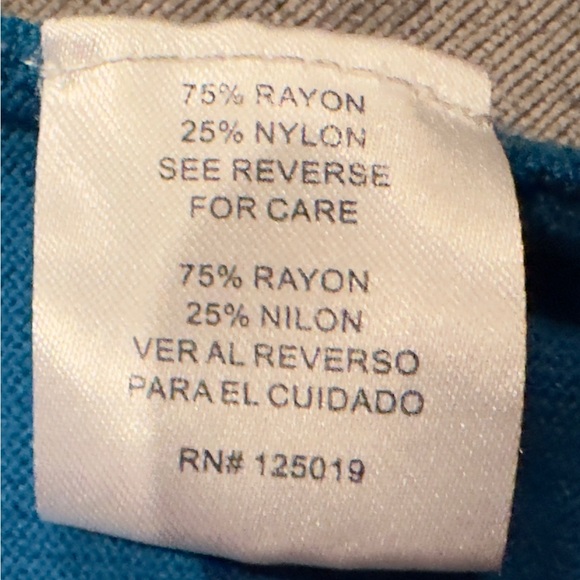 75% RAYON
25% NYLON
SEE REVERSE
FOR CARE
75% RAYON
25% NILON
VER AL REVERSO
PARA EL CUIDADO
RN# 125019